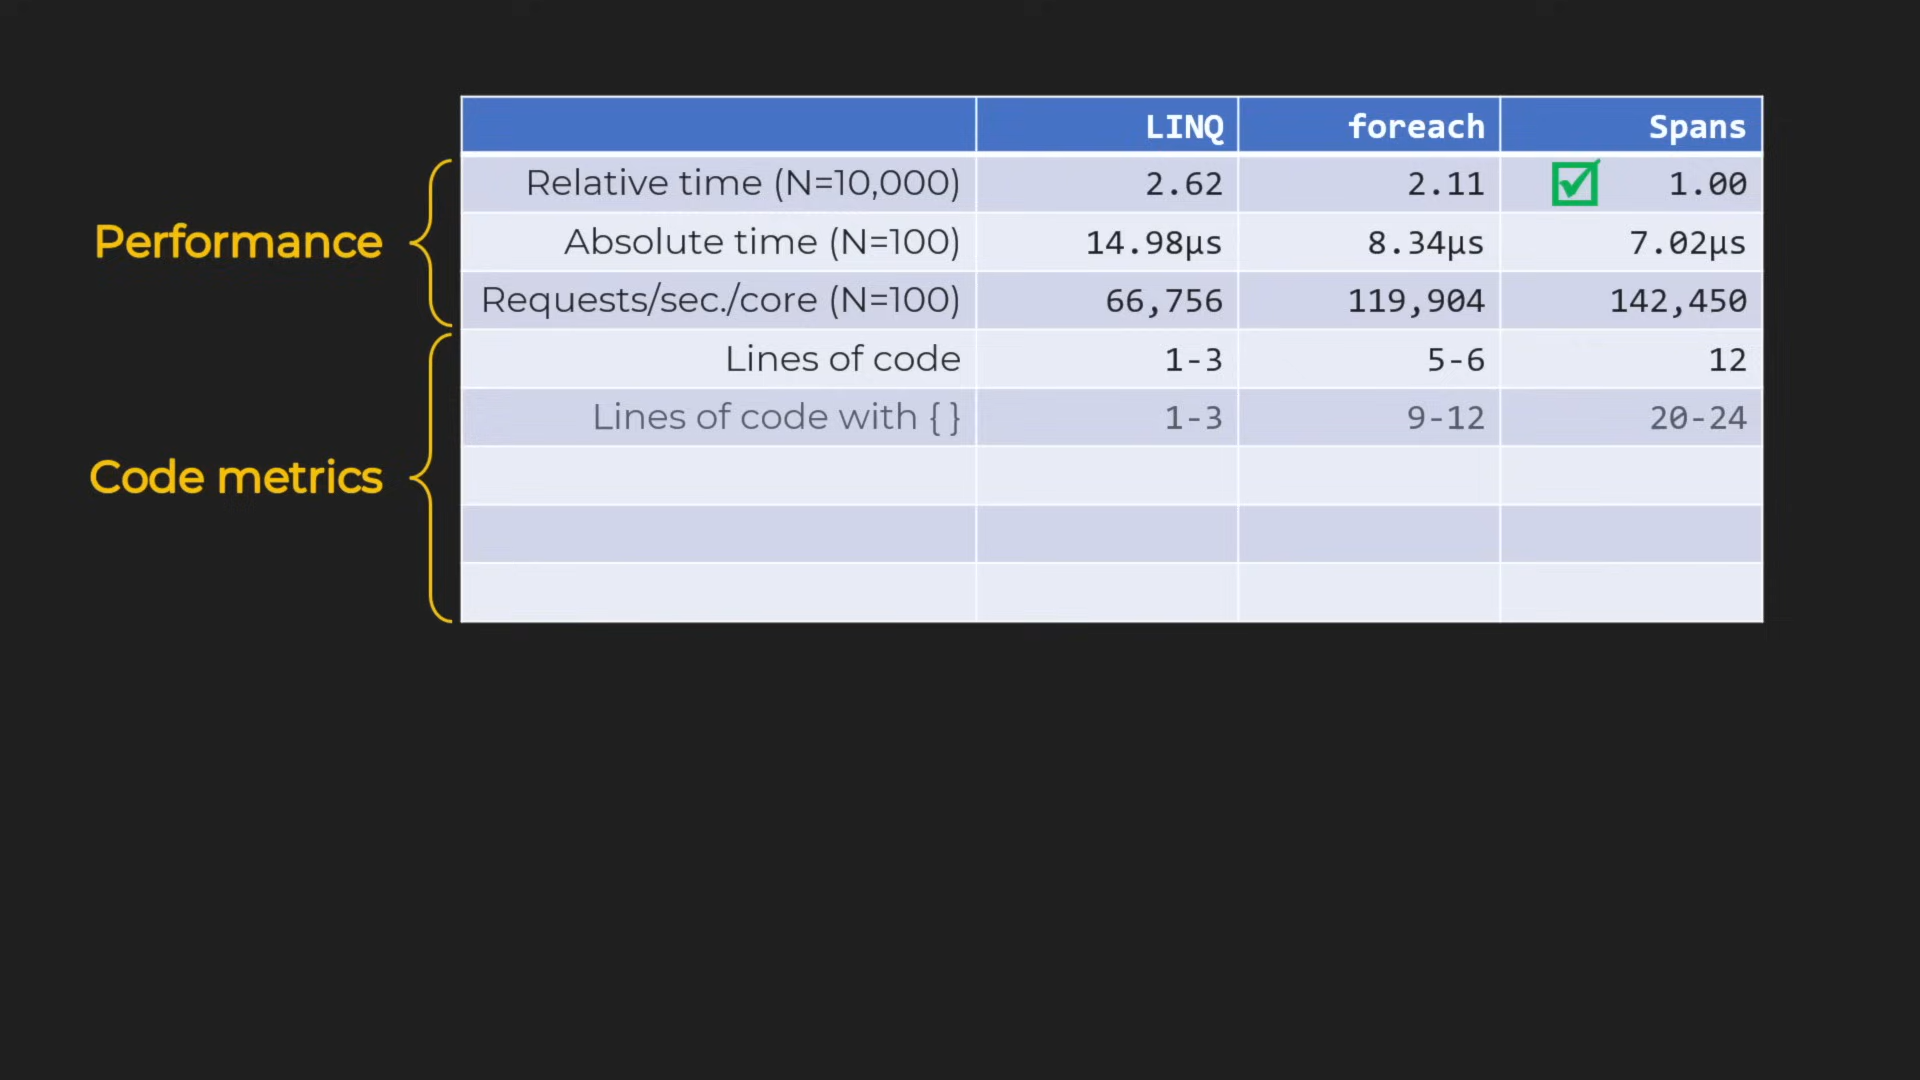 LINQ foreach Spans
Relative time (N=10,000) 2.62 2.11 1.00
Performance
Absolute time (N=100) 14.98µs 8.34µs 7.02µs
Requests/sec./core (N=100) 66,756 119,904 142,450
Lines of code 1-3 5-6 12
Lines of code with { } 1-3 9-12 20-24
Code metrics